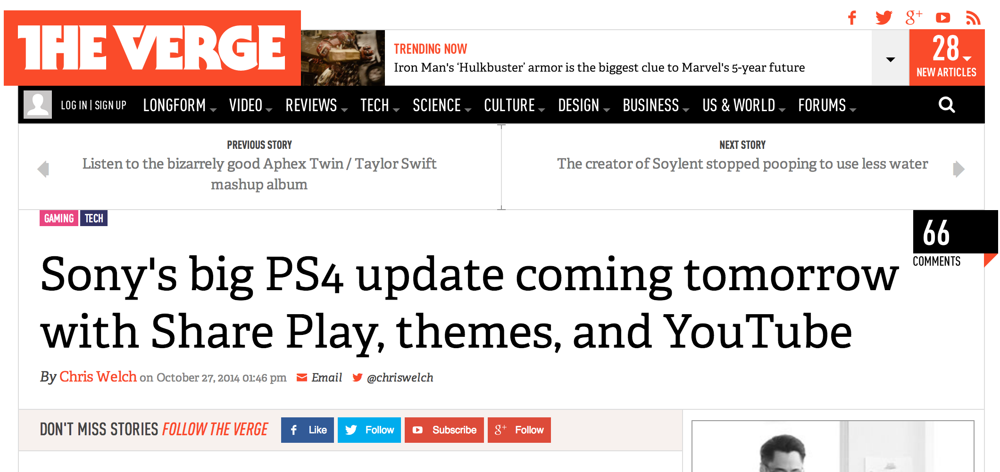 THE VERGE
g+
TRENDING NOW
Iron Man's ‘Hulkbuster’ armor is the biggest clue to Marvel's 5-year future
28
NEW ARTICLES
LOG IN | SIGN UP LONGFORM VIDEO REVIEWS TECH SCIENCE CULTURE DESIGN BUSINESS US & WORLD FORUMS
PREVIOUS STORY
Listen to the bizarrely good Aphex Twin / Taylor Swift
mashup album
NEXT STORY
The creator of Soylent stopped pooping to use less water
GAMING TECH
66
COMMENTS
Sony's big PS4 update coming tomorrow
with Share Play, themes, and YouTube
By Chris Welch on October 27, 2014 01:46 pm Email @chriswelch
DON'T MISS STORIES FOLLOW THE VERGE Like Follow Subscribe g+ Follow